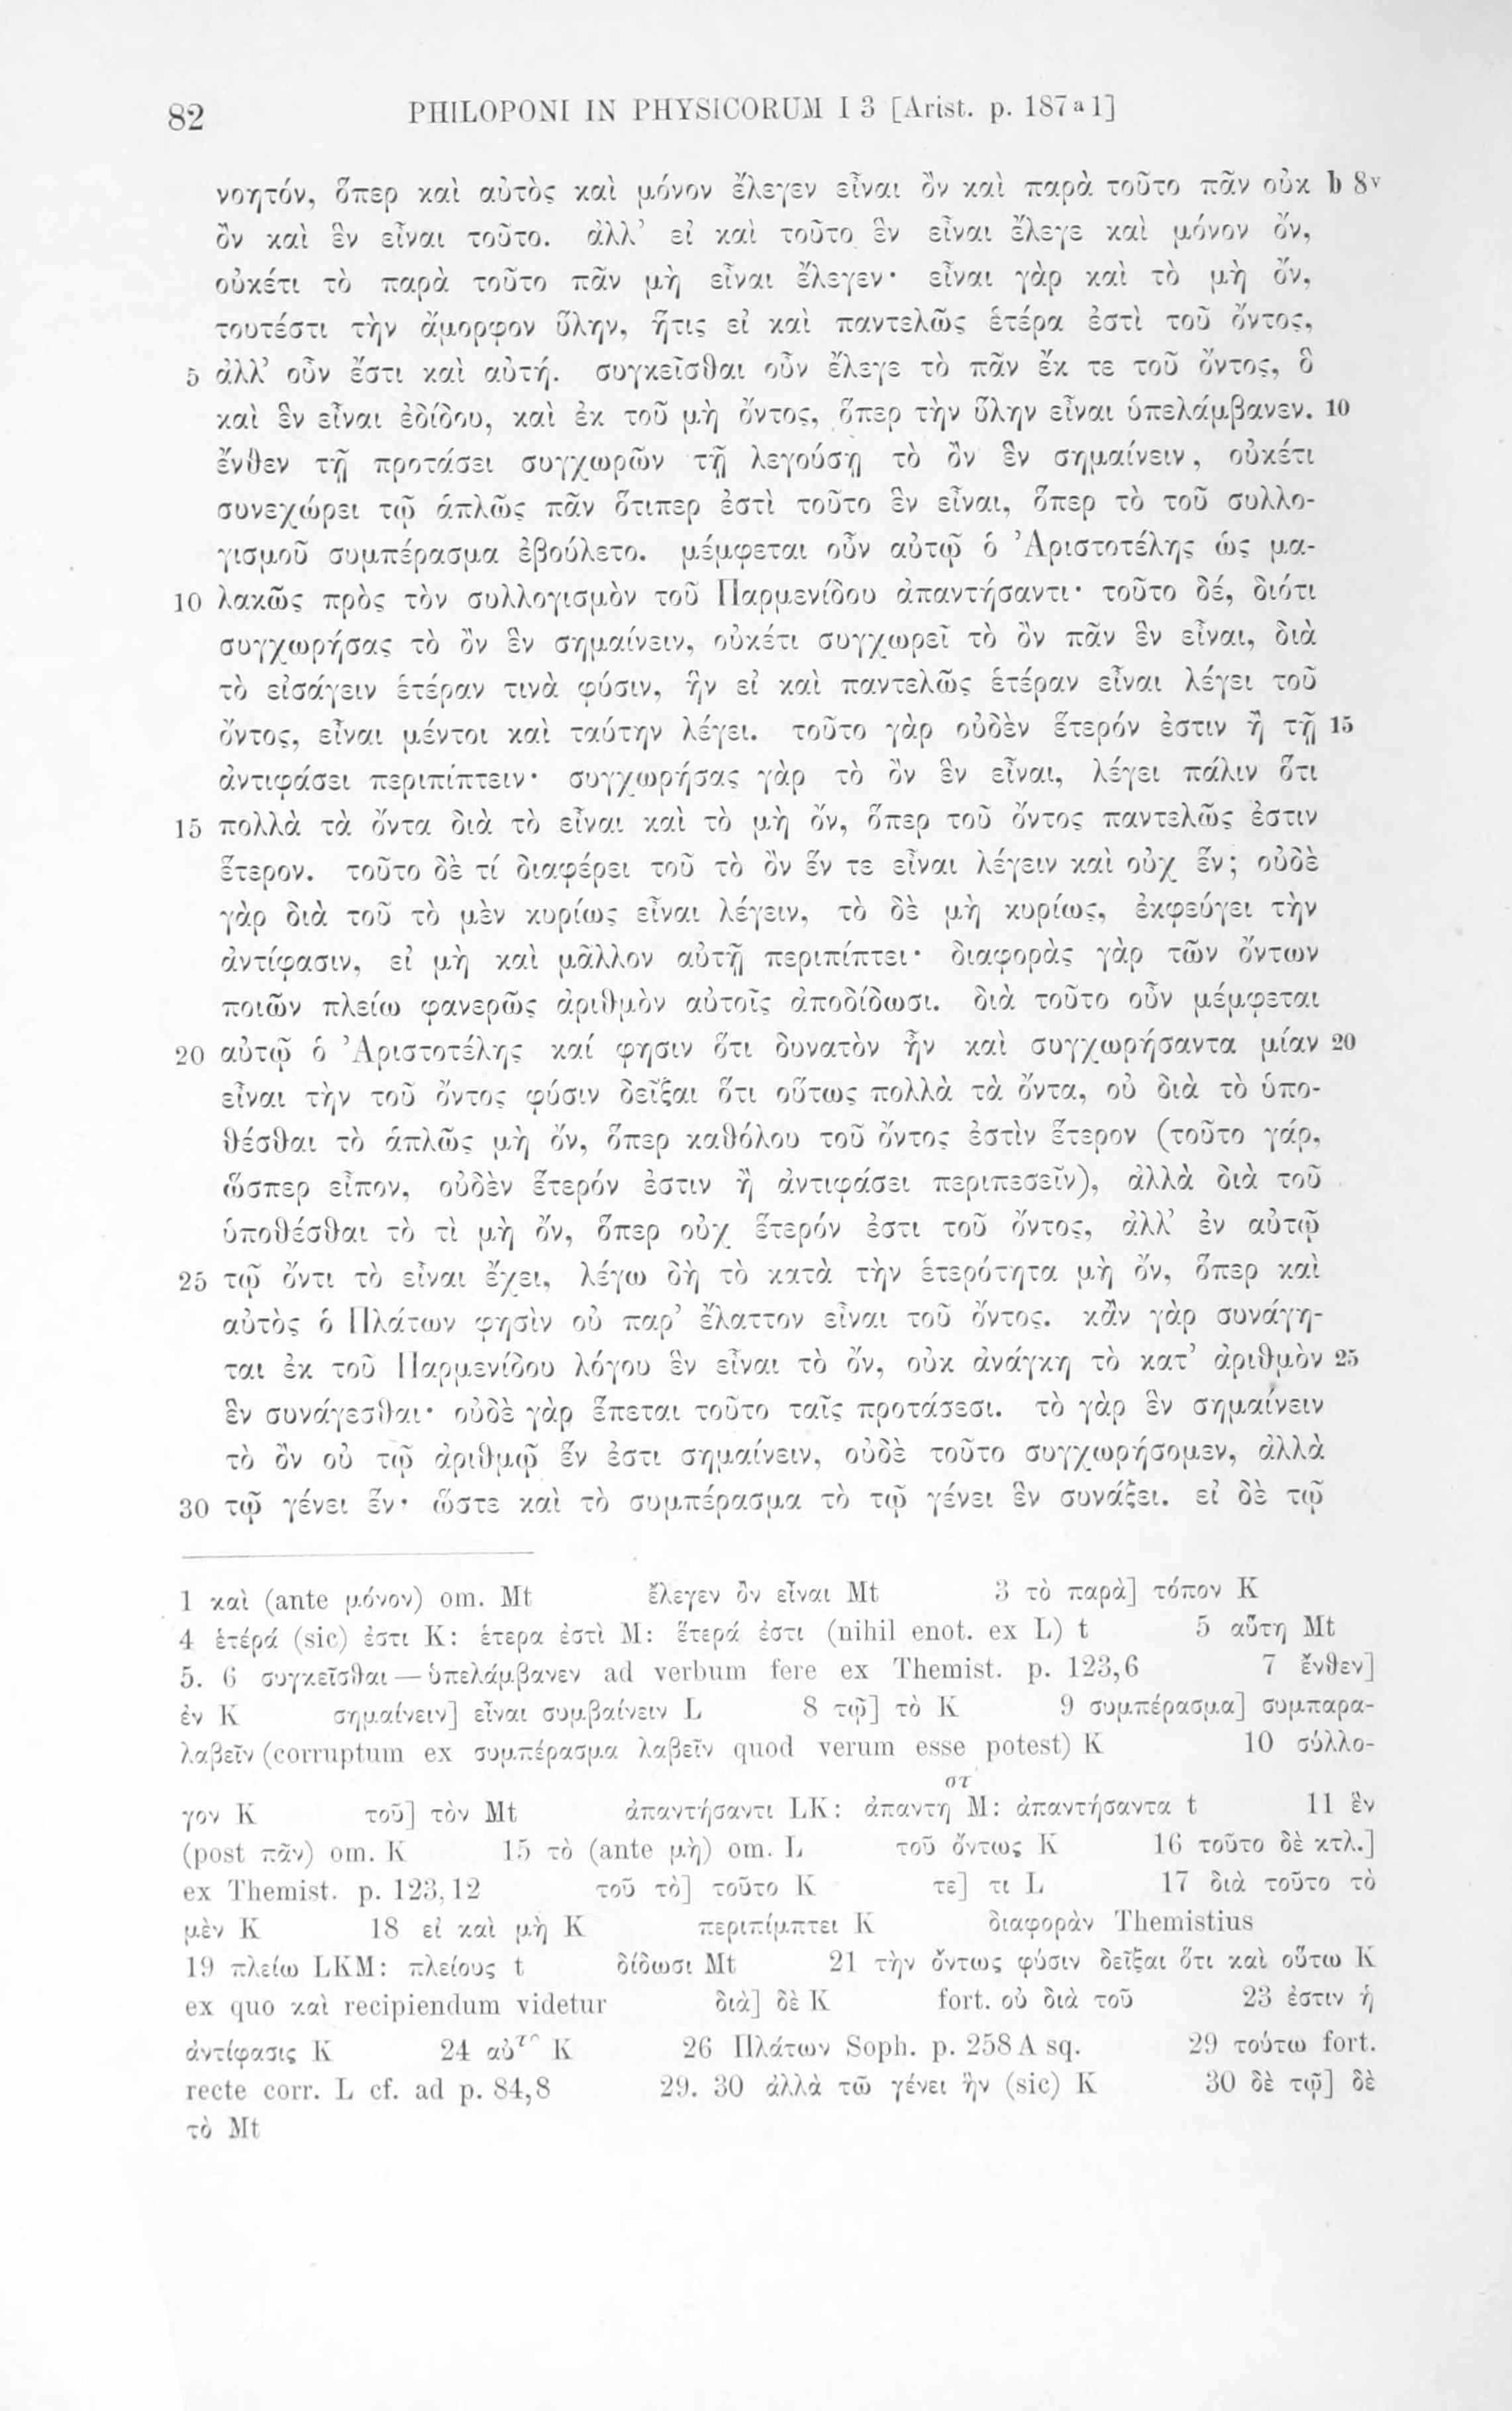 82 PHILOPONI IN PHYSICORUM I 3 [Arist. p. 187ᵃ1]
νοητόν, ὅπερ καὶ αὐτὸς καὶ μόνον ἔλεγεν εἶναι ὂν καὶ παρὰ τοῦτο πᾶν οὐκ b 8ᵛ
ὂν καὶ ἓν εἶναι τοῦτο. ἀλλ’ εἰ καὶ τοῦτο ἓν εἶναι ἔλεγε καὶ μόνον ὄν,
οὐκέτι τὸ παρὰ τοῦτο πᾶν μὴ εἶναι ἔλεγεν· εἶναι γὰρ καὶ τὸ μὴ ὄν,
τουτέστι τὴν ἄμορφον ὕλην, ἥτις εἰ καὶ παντελῶς ἑτέρα ἐστὶ τοῦ ὄντος,
5 ἀλλ’ οὖν ἔστι καὶ αὐτή. συγκεῖσθαι οὖν ἔλεγε τὸ πᾶν ἔκ τε τοῦ ὄντος, ὃ
καὶ ἓν εἶναι ἐδίδου, καὶ ἐκ τοῦ μὴ ὄντος, ὅπερ τὴν ὕλην εἶναι ὑπελάμβανεν. 10
ἔνθεν τῇ προτάσει συγχωρῶν τῇ λεγούσῃ τὸ ὂν ἓν σημαίνειν, οὐκέτι
συνεχώρει τῷ ἁπλῶς πᾶν ὅτιπερ ἐστὶ τοῦτο ἓν εἶναι, ὅπερ τὸ τοῦ συλλο-
γισμοῦ συμπέρασμα ἐβούλετο. μέμφεται οὖν αὐτῷ ὁ Ἀριστοτέλης ὡς μα-
10 λακῶς πρὸς τὸν συλλογισμὸν τοῦ Παρμενίδου ἀπαντήσαντι· τοῦτο δέ, διότι
συγχωρήσας τὸ ὂν ἓν σημαίνειν, οὐκέτι συγχωρεῖ τὸ ὂν πᾶν ἓν εἶναι, διὰ
τὸ εἰσάγειν ἑτέραν τινὰ φύσιν, ἣν εἰ καὶ παντελῶς ἑτέραν εἶναι λέγει τοῦ
ὄντος, εἶναι μέντοι καὶ ταύτην λέγει. τοῦτο γὰρ οὐδὲν ἕτερόν ἐστιν ἢ τῇ 15
ἀντιφάσει περιπίπτειν· συγχωρήσας γὰρ τὸ ὂν ἓν εἶναι, λέγει πάλιν ὅτι
15 πολλὰ τὰ ὄντα διὰ τὸ εἶναι καὶ τὸ μὴ ὄν, ὅπερ τοῦ ὄντος παντελῶς ἐστιν
ἕτερον. τοῦτο δὲ τί διαφέρει τοῦ τὸ ὂν ἕν τε εἶναι λέγειν καὶ οὐχ ἕν; οὐδὲ
γὰρ διὰ τοῦ τὸ μὲν κυρίως εἶναι λέγειν, τὸ δὲ μὴ κυρίως, ἐκφεύγει τὴν
ἀντίφασιν, εἰ μὴ καὶ μᾶλλον αὐτῇ περιπίπτει· διαφορὰς γὰρ τῶν ὄντων
ποιῶν πλείω φανερῶς ἀριθμὸν αὐτοῖς ἀποδίδωσι. διὰ τοῦτο οὖν μέμφεται
20 αὐτῷ ὁ Ἀριστοτέλης καί φησιν ὅτι δυνατὸν ἦν καὶ συγχωρήσαντα μίαν 20
εἶναι τὴν τοῦ ὄντος φύσιν δεῖξαι ὅτι οὕτως πολλὰ τὰ ὄντα, οὐ διὰ τὸ ὑπο-
θέσθαι τὸ ἁπλῶς μὴ ὄν, ὅπερ καθόλου τοῦ ὄντος ἐστὶν ἕτερον (τοῦτο γάρ,
ὥσπερ εἶπον, οὐδὲν ἕτερόν ἐστιν ἢ ἀντιφάσει περιπεσεῖν), ἀλλὰ διὰ τοῦ
ὑποθέσθαι τὸ τὶ μὴ ὄν, ὅπερ οὐχ ἕτερόν ἐστι τοῦ ὄντος, ἀλλ’ ἐν αὐτῷ
25 τῷ ὄντι τὸ εἶναι ἔχει, λέγω δὴ τὸ κατὰ τὴν ἑτερότητα μὴ ὄν, ὅπερ καὶ
αὐτὸς ὁ Πλάτων φησὶν οὐ παρ’ ἔλαττον εἶναι τοῦ ὄντος. κἂν γὰρ συνάγη-
ται ἐκ τοῦ Παρμενίδου λόγου ἓν εἶναι τὸ ὄν, οὐκ ἀνάγκη τὸ κατ’ ἀριθμὸν 25
ἓν συνάγεσθαι· οὐδὲ γὰρ ἕπεται τοῦτο ταῖς προτάσεσι. τὸ γὰρ ἓν σημαίνειν
τὸ ὂν οὐ τῷ ἀριθμῷ ἕν ἐστι σημαίνειν, οὐδὲ τοῦτο συγχωρήσομεν, ἀλλὰ
30 τῷ γένει ἕν· ὥστε καὶ τὸ συμπέρασμα τὸ τῷ γένει ἓν συνάξει. εἰ δὲ τῷ
1 καὶ (ante μόνον) om. Mt ἔλεγεν ὂν εἶναι Mt 3 τὸ παρὰ] τόπον K
4 ἑτέρά (sic) ἐστι K: ἑτερα ἐστὶ M: ἕτερά ἐστι (nihil enot. ex L) t 5 αὕτη Mt
5. 6 συγκεῖσθαι — ὑπελάμβανεν ad verbum fere ex Themist. p. 123,6 7 ἔνθεν]
ἐν K σημαίνειν] εἶναι συμβαίνειν L 8 τῷ] τὸ K 9 συμπέρασμα] συμπαρα-
λαβεῖν (corruptum ex συμπέρασμα λαβεῖν quod verum esse potest) K 10 σύλλο-
γον K τοῦ] τὸν Mt ἀπαντήσαντι LK: ἀπαντη^στ M: ἀπαντήσαντα t 11 ἓν
(post πᾶν) om. K 15 τὸ (ante μὴ) om. L τοῦ ὄντως K 16 τοῦτο δὲ κτλ.]
ex Themist. p. 123,12 τοῦ τὸ] τοῦτο K τε] τι L 17 διὰ τοῦτο τὸ
μὲν K 18 εἰ καὶ μὴ K περιπίμπτει K διαφορὰν Themistius
19 πλείω LKM: πλείους t δίδωσι Mt 21 τὴν ὄντως φύσιν δεῖξαι ὅτι καὶ οὕτω K
ex quo καὶ recipiendum videtur διὰ] δὲ K fort. οὐ διὰ τοῦ 23 ἐστιν ἡ
ἀντίφασις K 24 αὐ^τ K 26 Πλάτων Soph. p. 258 A sq. 29 τούτω fort.
recte corr. L cf. ad p. 84,8 29. 30 ἀλλὰ τῶ γένει ἢν (sic) K 30 δὲ τῷ] δὲ
τὸ Mt